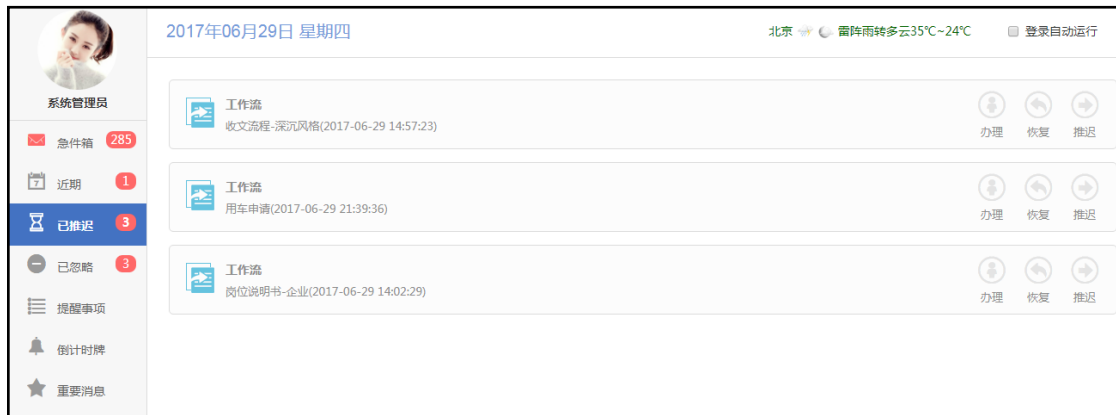 2017年06月29日 星期四
北京 雷阵雨转多云35℃~24℃
登录自动运行
系统管理员
急件箱 285
7 近期 1
已推迟 3
已忽略 3
提醒事项
倒计时牌
重要消息
工作流
收文流程-深沉风格(2017-06-29 14:57:23)
办理 恢复 推迟
工作流
用车申请(2017-06-29 21:39:36)
办理 恢复 推迟
工作流
岗位说明书-企业(2017-06-29 14:02:29)
办理 恢复 推迟